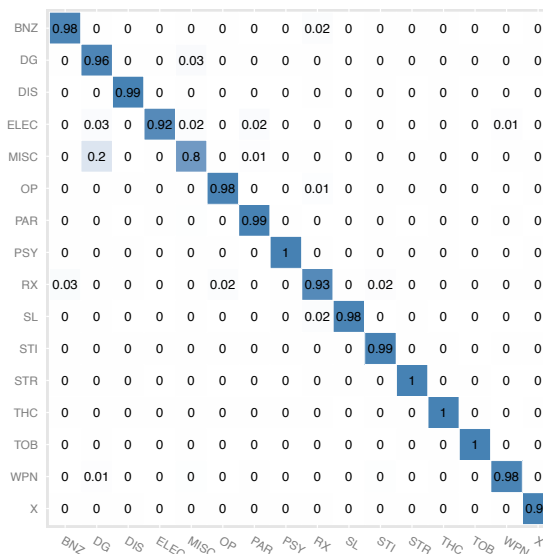 BNZ 0.98 0 0 0 0 0 0 0 0.02 0 0 0 0 0 0 0
DG 0 0.96 0 0 0.03 0 0 0 0 0 0 0 0 0 0 0
DIS 0 0 0.99 0 0 0 0 0 0 0 0 0 0 0 0 0
ELEC 0 0.03 0 0.92 0.02 0 0.02 0 0 0 0 0 0 0 0.01 0
MISC 0 0.2 0 0 0.8 0 0.01 0 0 0 0 0 0 0 0 0
OP 0 0 0 0 0 0.98 0 0 0.01 0 0 0 0 0 0 0
PAR 0 0 0 0 0 0 0.99 0 0 0 0 0 0 0 0 0
PSY 0 0 0 0 0 0 0 1 0 0 0 0 0 0 0 0
RX 0.03 0 0 0 0 0.02 0 0 0.93 0 0.02 0 0 0 0 0
SL 0 0 0 0 0 0 0 0 0.02 0.98 0 0 0 0 0 0
STI 0 0 0 0 0 0 0 0 0 0 0.99 0 0 0 0 0
STR 0 0 0 0 0 0 0 0 0 0 0 1 0 0 0 0
THC 0 0 0 0 0 0 0 0 0 0 0 0 1 0 0 0
TOB 0 0 0 0 0 0 0 0 0 0 0 0 0 1 0 0
WPN 0 0.01 0 0 0 0 0 0 0 0 0 0 0 0 0.98 0
X 0 0 0 0 0 0 0 0 0 0 0 0 0 0 0
BNZ DG DIS ELEC MISC OP PAR PSY RX SL STI STR THC TOB WPN X